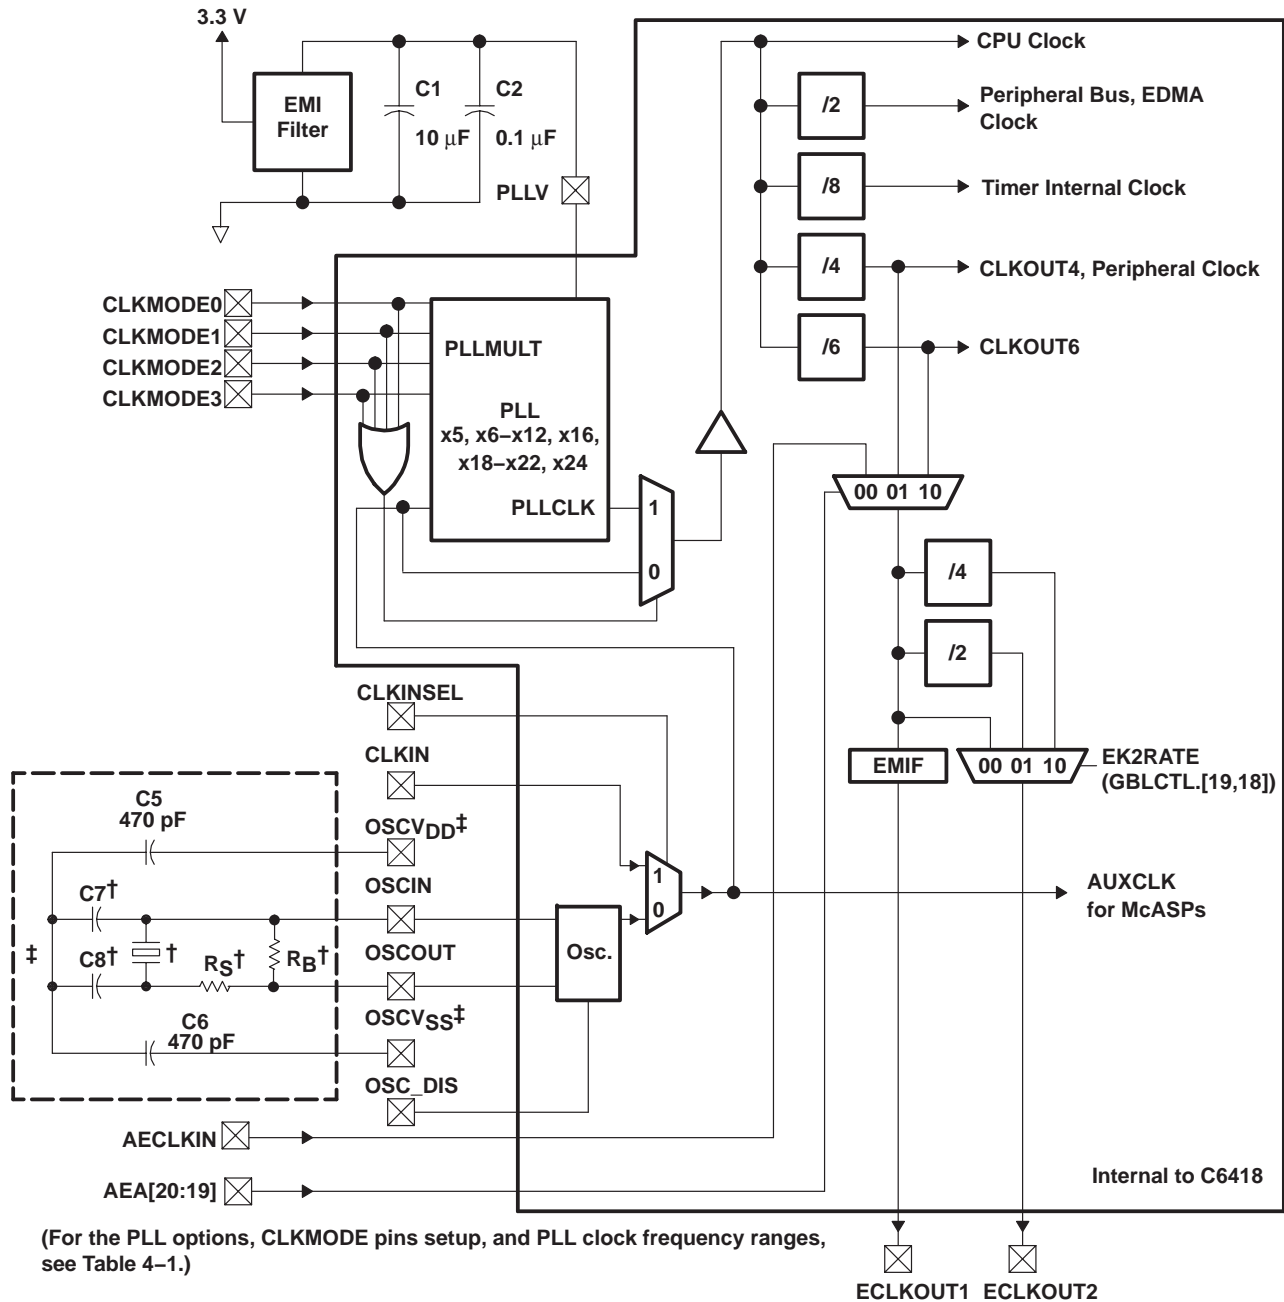 3.3 V
EMI
Filter
C1
10 μF
C2
0.1 μF
PLLV
CPU Clock
/2
Peripheral Bus, EDMA
Clock
/8
Timer Internal Clock
/4
CLKOUT4, Peripheral Clock
/6
CLKOUT6
CLKMODE0
CLKMODE1
CLKMODE2
CLKMODE3
PLLMULT
PLL
x5, x6–x12, x16,
x18–x22, x24
PLLCLK
1
0
00 01 10
/4
/2
EMIF
00 01 10
EK2RATE
(GBLCTL.[19,18])
CLKINSEL
CLKIN
OSCVDD‡
OSCIN
OSCOUT
OSCVSS‡
OSC_DIS
C5
470 pF
C7†
‡
C8†
†
RS†
RB†
C6
470 pF
Osc.
1
0
AUXCLK
for McASPs
AECLKIN
AEA[20:19]
Internal to C6418
(For the PLL options, CLKMODE pins setup, and PLL clock frequency ranges,
see Table 4–1.)
ECLKOUT1 ECLKOUT2